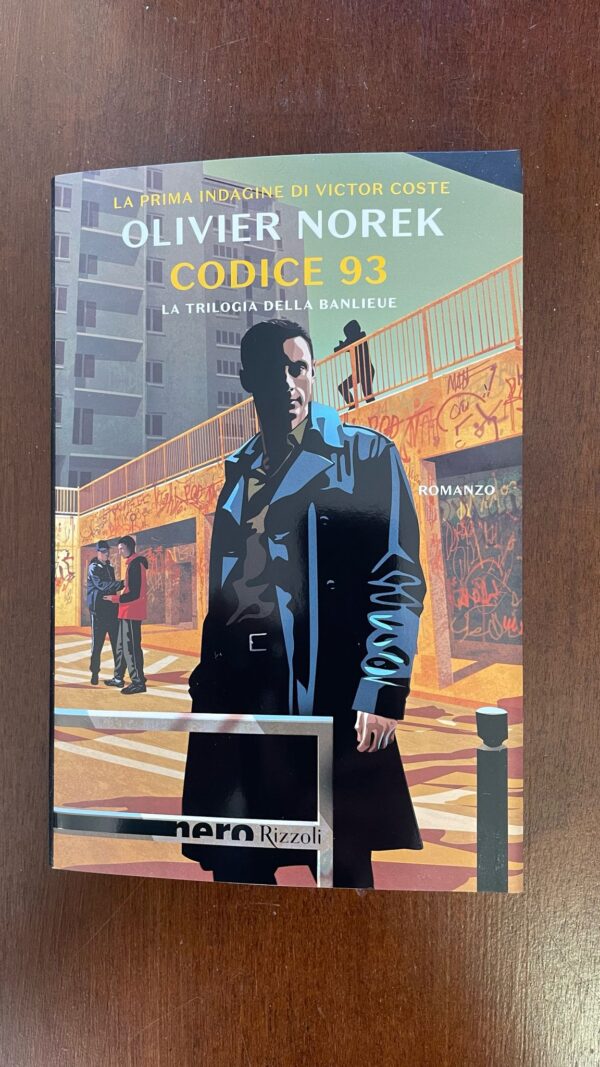 LA PRIMA INDAGINE DI VICTOR COSTE
OLIVIER NOREK
CODICE 93
LA TRILOGIA DELLA BANLIEUE
ROMANZO
nero Rizzoli